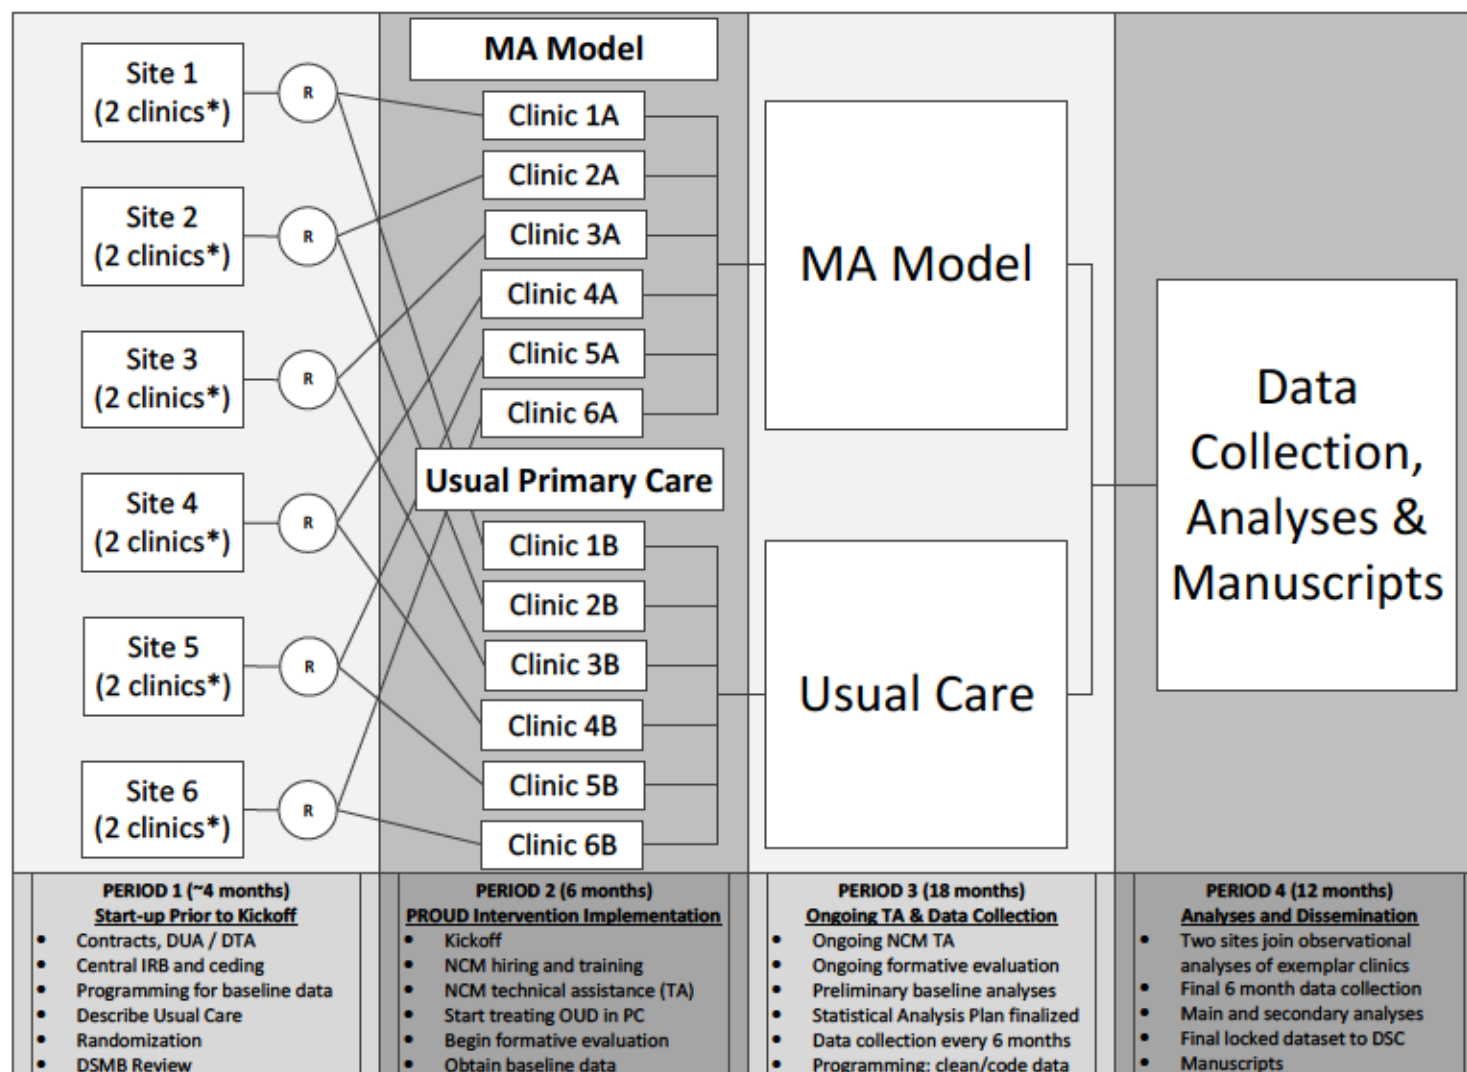 Site 1
(2 clinics*)
R
Site 2
(2 clinics*)
R
Site 3
(2 clinics*)
R
Site 4
(2 clinics*)
R
Site 5
(2 clinics*)
R
Site 6
(2 clinics*)
R
MA Model
Clinic 1A
Clinic 2A
Clinic 3A
Clinic 4A
Clinic 5A
Clinic 6A
Usual Primary Care
Clinic 1B
Clinic 2B
Clinic 3B
Clinic 4B
Clinic 5B
Clinic 6B
MA Model
Usual Care
Data
Collection,
Analyses &
Manuscripts
PERIOD 1 (~4 months)
Start-up Prior to Kickoff
• Contracts, DUA / DTA
• Central IRB and ceding
• Programming for baseline data
• Describe Usual Care
• Randomization
• DSMB Review
PERIOD 2 (6 months)
PROUD Intervention Implementation
• Kickoff
• NCM hiring and training
• NCM technical assistance (TA)
• Start treating OUD in PC
• Begin formative evaluation
• Obtain baseline data
PERIOD 3 (18 months)
Ongoing TA & Data Collection
• Ongoing NCM TA
• Ongoing formative evaluation
• Preliminary baseline analyses
• Statistical Analysis Plan finalized
• Data collection every 6 months
• Programming: clean/code data
PERIOD 4 (12 months)
Analyses and Dissemination
• Two sites join observational
analyses of exemplar clinics
• Final 6 month data collection
• Main and secondary analyses
• Final locked dataset to DSC
• Manuscripts